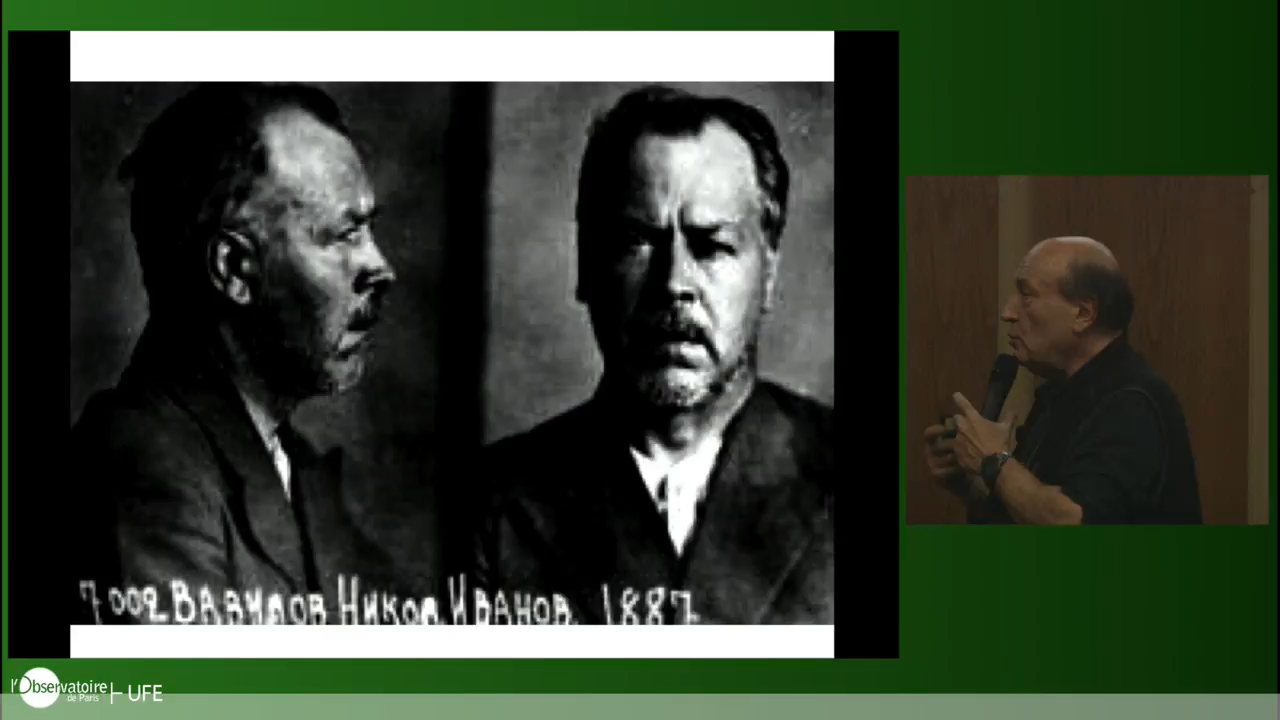 7002 Вавилов Никол Иванов. 1887
l'Observatoire
de Paris
UFE